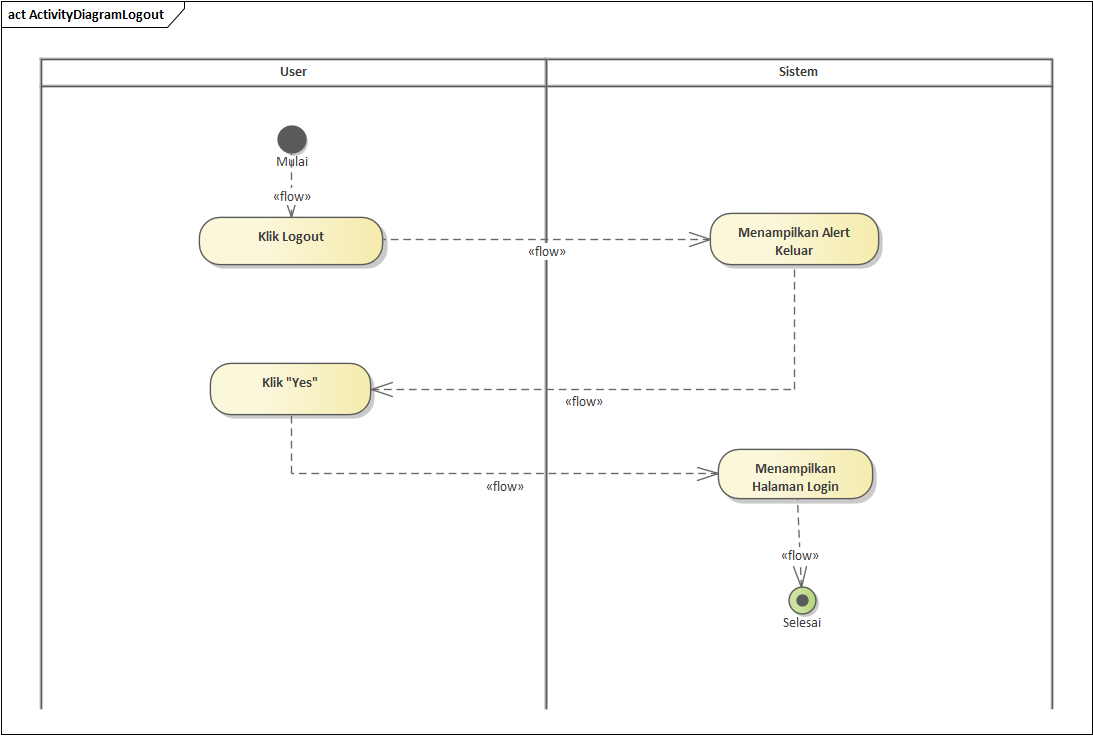 act ActivityDiagramLogout
User
Sistem
Mulai
«flow»
Klik Logout
«flow»
Menampilkan Alert
Keluar
«flow»
Klik "Yes"
«flow»
Menampilkan
Halaman Login
«flow»
Selesai